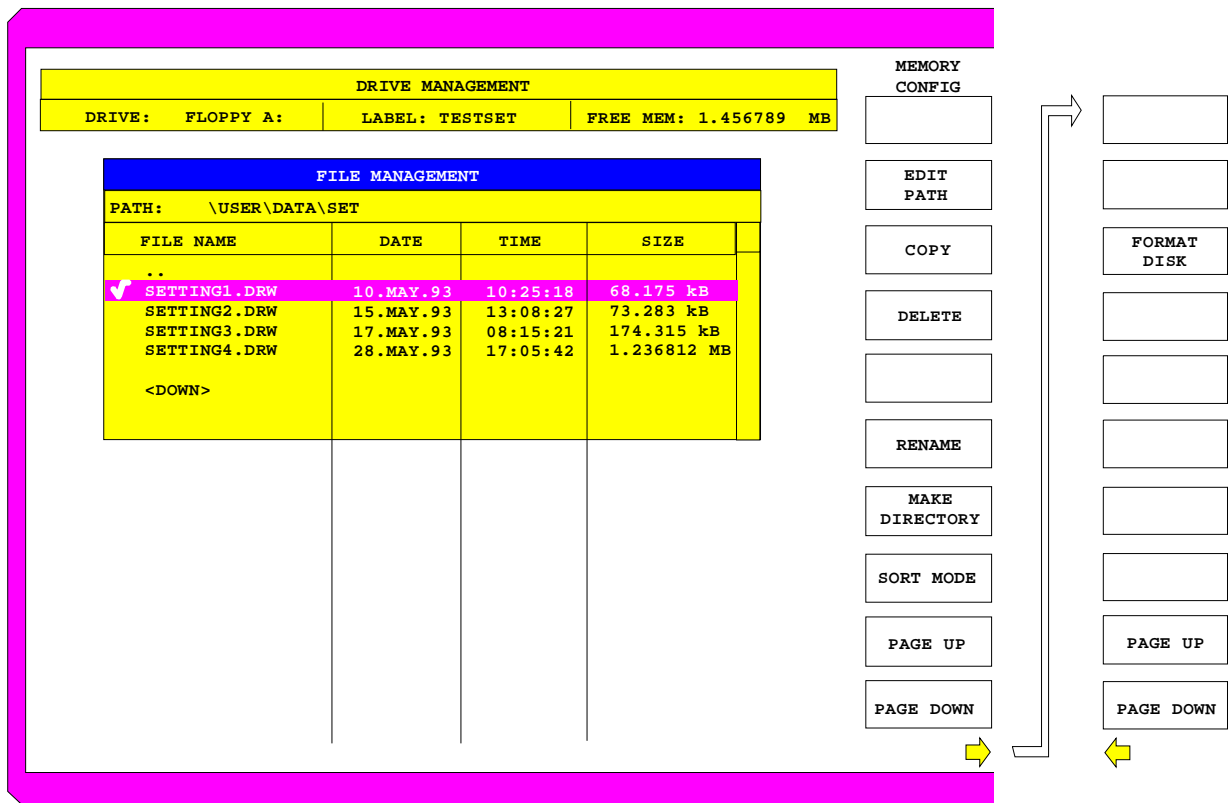 MEMORY
CONFIG
DRIVE MANAGEMENT
DRIVE: FLOPPY A: LABEL: TESTSET FREE MEM: 1.456789 MB
FILE MANAGEMENT
PATH: \USER\DATA\SET
FILE NAME DATE TIME SIZE
..
SETTING1.DRW 10.MAY.93 10:25:18 68.175 kB
SETTING2.DRW 15.MAY.93 13:08:27 73.283 kB
SETTING3.DRW 17.MAY.93 08:15:21 174.315 kB
SETTING4.DRW 28.MAY.93 17:05:42 1.236812 MB
<DOWN>
EDIT
PATH
COPY
DELETE
RENAME
MAKE
DIRECTORY
SORT MODE
PAGE UP
PAGE DOWN
FORMAT
DISK
PAGE UP
PAGE DOWN